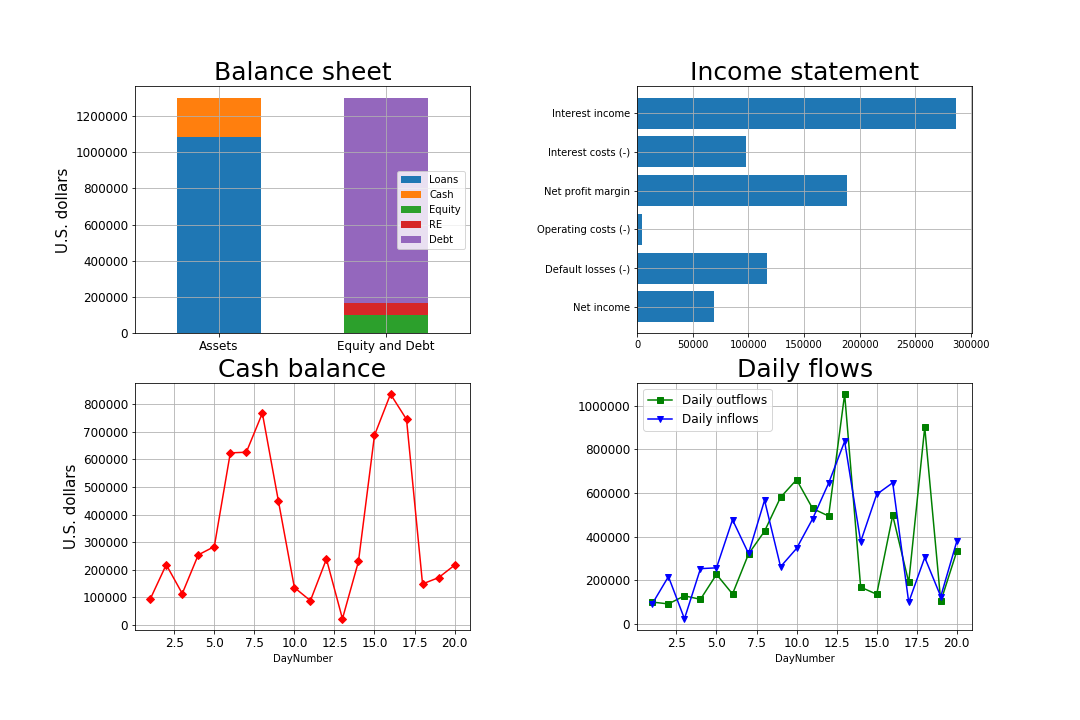 Balance sheet
U.S. dollars
1200000
1000000
800000
600000
400000
200000
0
Loans
Cash
Equity
RE
Debt
Assets
Equity and Debt
Income statement
Interest income
Interest costs (-)
Net profit margin
Operating costs (-)
Default losses (-)
Net income
0 50000 100000 150000 200000 250000 300000
Cash balance
U.S. dollars
800000
700000
600000
500000
400000
300000
200000
100000
0
2.5 5.0 7.5 10.0 12.5 15.0 17.5 20.0
DayNumber
Daily flows
Daily outflows
Daily inflows
1000000
800000
600000
400000
200000
0
2.5 5.0 7.5 10.0 12.5 15.0 17.5 20.0
DayNumber